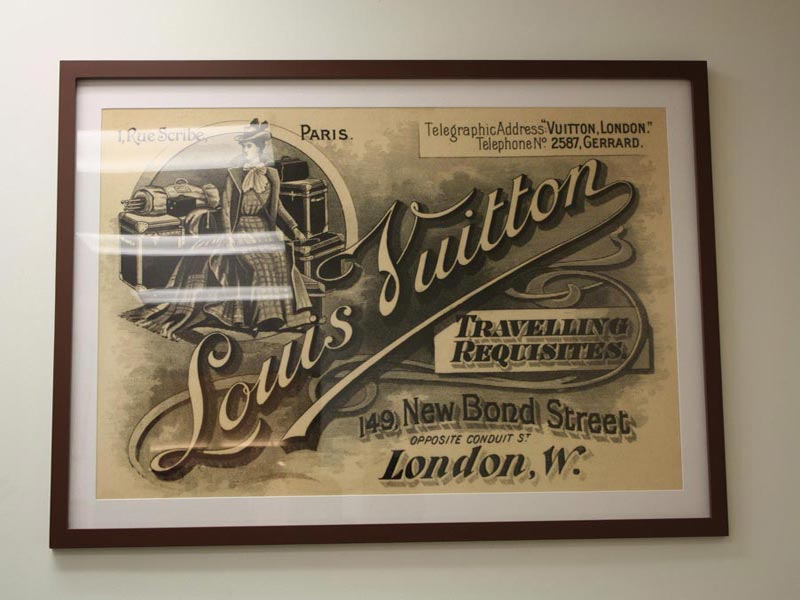 1, Rue Scribe, PARIS.
Telegraphic Address: "VUITTON, LONDON."
Telephone Nº 2587, GERRARD.
Louis Vuitton
TRAVELLING
REQUISITES.
149, New Bond Street
OPPOSITE CONDUIT ST
London, W.